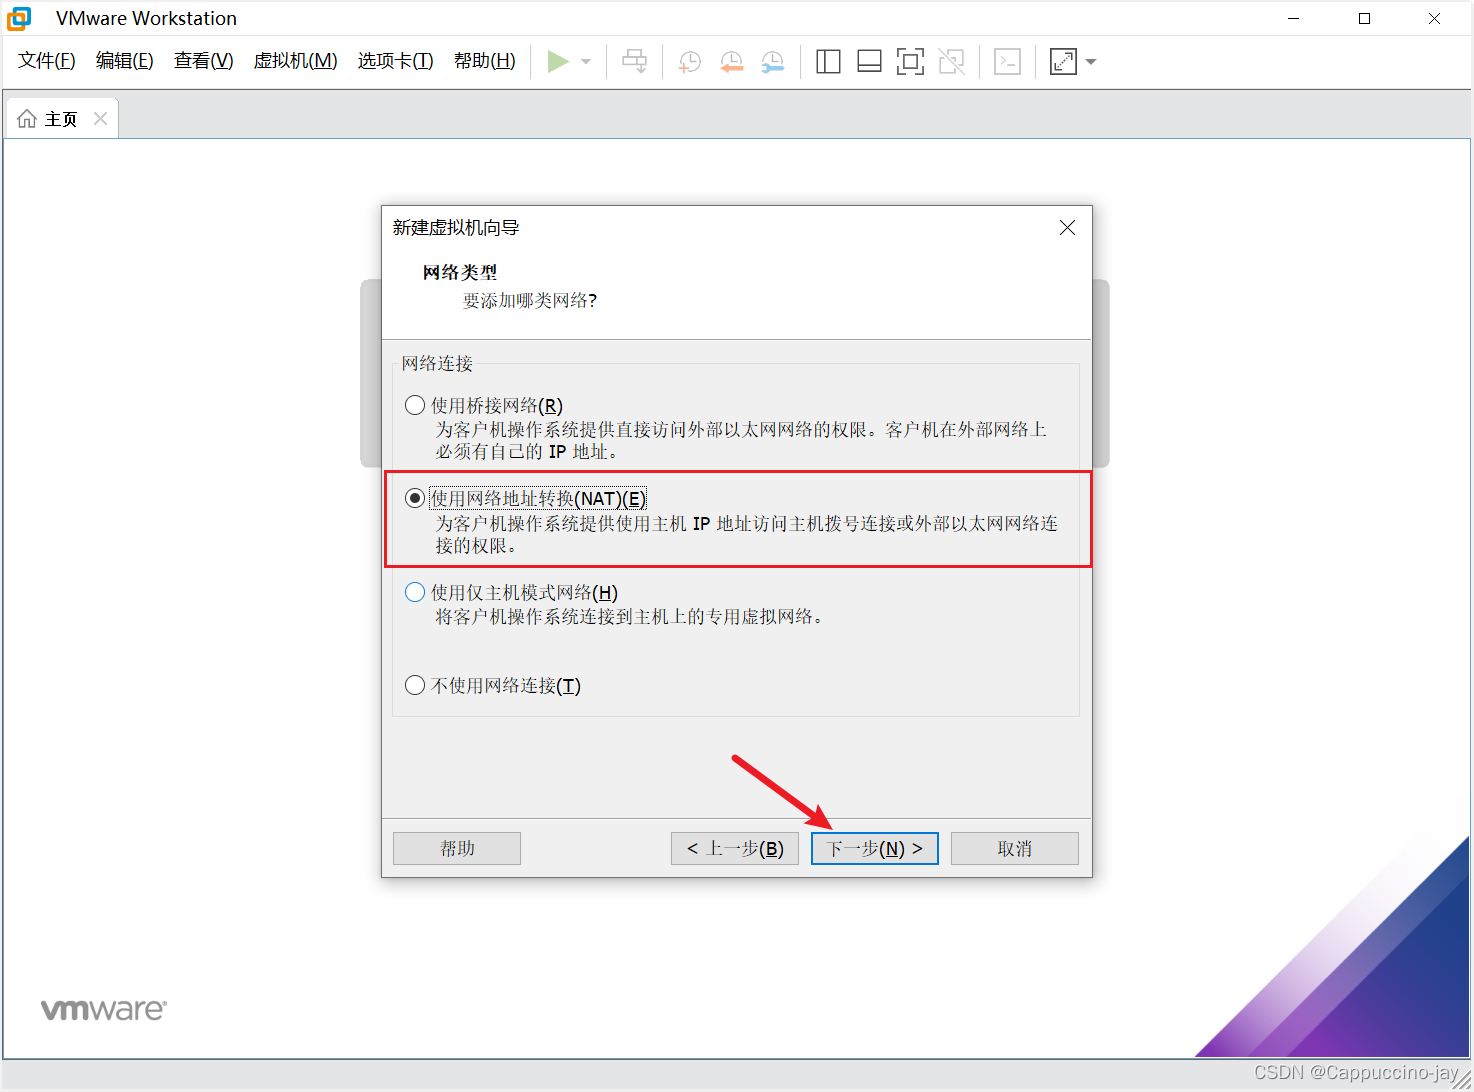 VMware Workstation
文件(F) 编辑(E) 查看(V) 虚拟机(M) 选项卡(T) 帮助(H)
主页
新建虚拟机向导
网络类型
要添加哪类网络?
网络连接
使用桥接网络(R)
为客户机操作系统提供直接访问外部以太网网络的权限。客户机在外部网络上
必须有自己的 IP 地址。
使用网络地址转换(NAT)(E)
为客户机操作系统提供使用主机 IP 地址访问主机拨号连接或外部以太网网络连
接的权限。
使用仅主机模式网络(H)
将客户机操作系统连接到主机上的专用虚拟网络。
不使用网络连接(T)
帮助 < 上一步(B) 下一步(N) > 取消
vmware®
CSDN @Cappuccino-jay